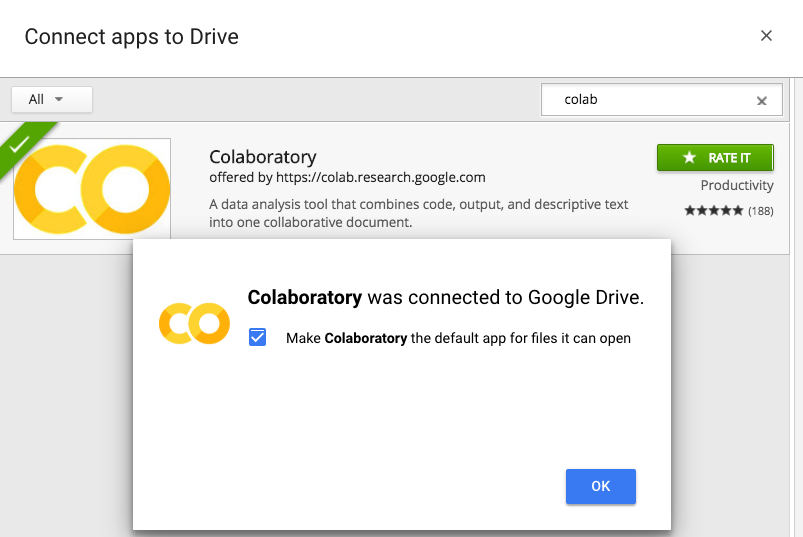 Connect apps to Drive
All
colab
Colaboratory
offered by https://colab.research.google.com
A data analysis tool that combines code, output, and descriptive text
into one collaborative document.
RATE IT
Productivity
(188)
Colaboratory was connected to Google Drive.
Make Colaboratory the default app for files it can open
OK